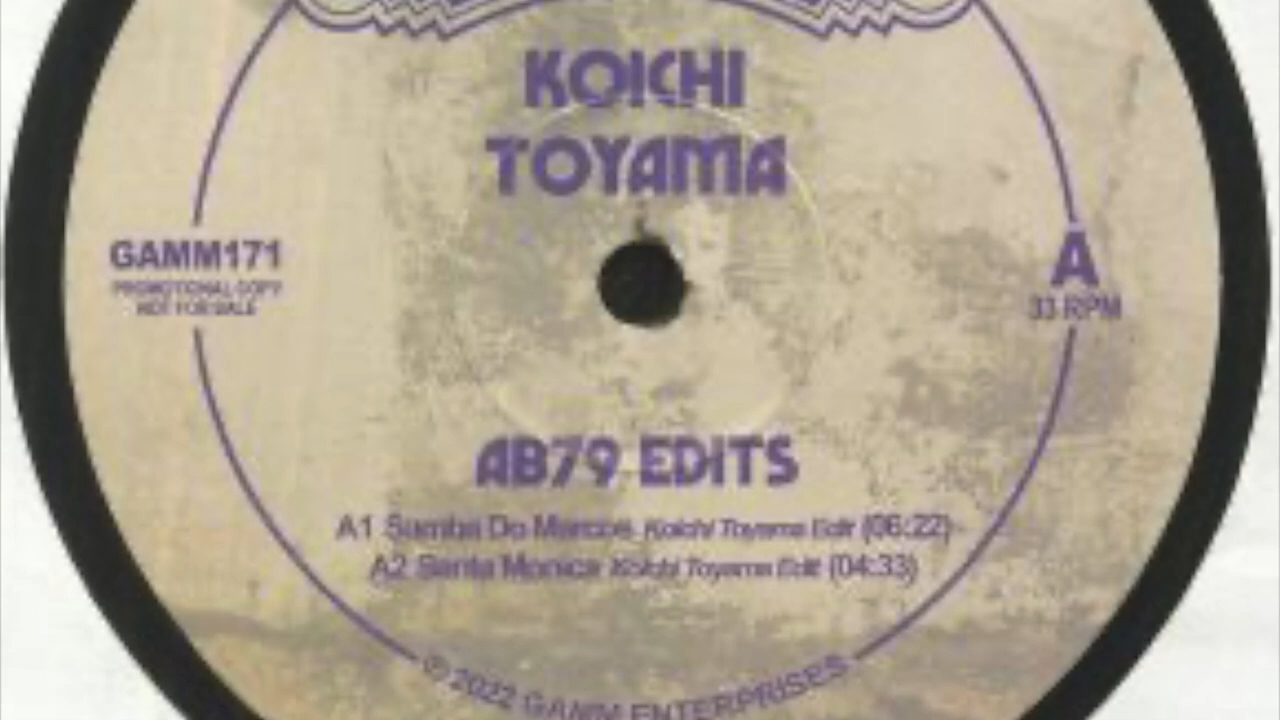 KOICHI
TOYAMA
GAMM171
PROMOTIONAL COPY
NOT FOR SALE
A
33 RPM
AB79 EDITS
A1 Samba Do Marcos Koichi Toyama Edit (06:22)
A2 Santa Monica Koichi Toyama Edit (04:33)
© 2022 GAMM ENTERPRISES